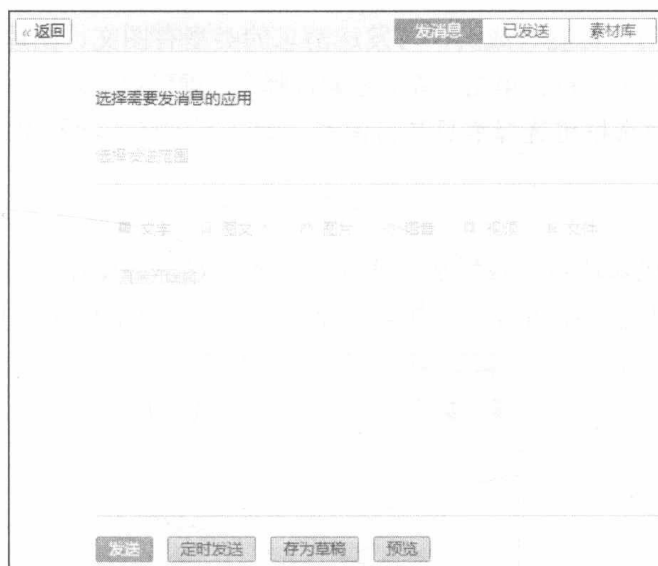 «返回 发消息 已发送 素材库
选择需要发消息的应用
选择发送范围
文字 图文 图片 语音 视频 文件
发送 定时发送 存为草稿 预览